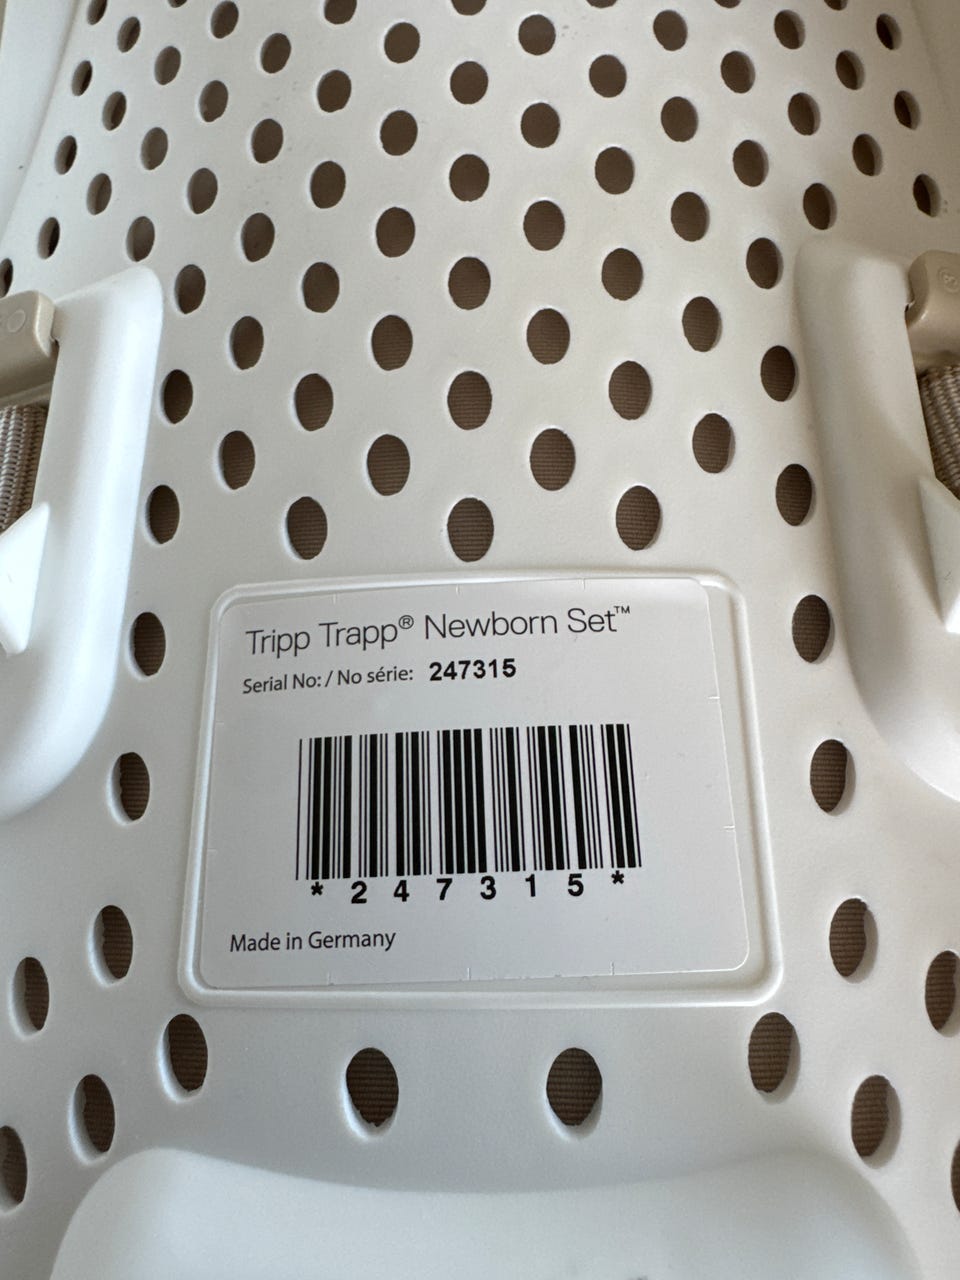 Tripp Trapp® Newborn Set™
Serial No: / No série: 247315
*247315*
Made in Germany